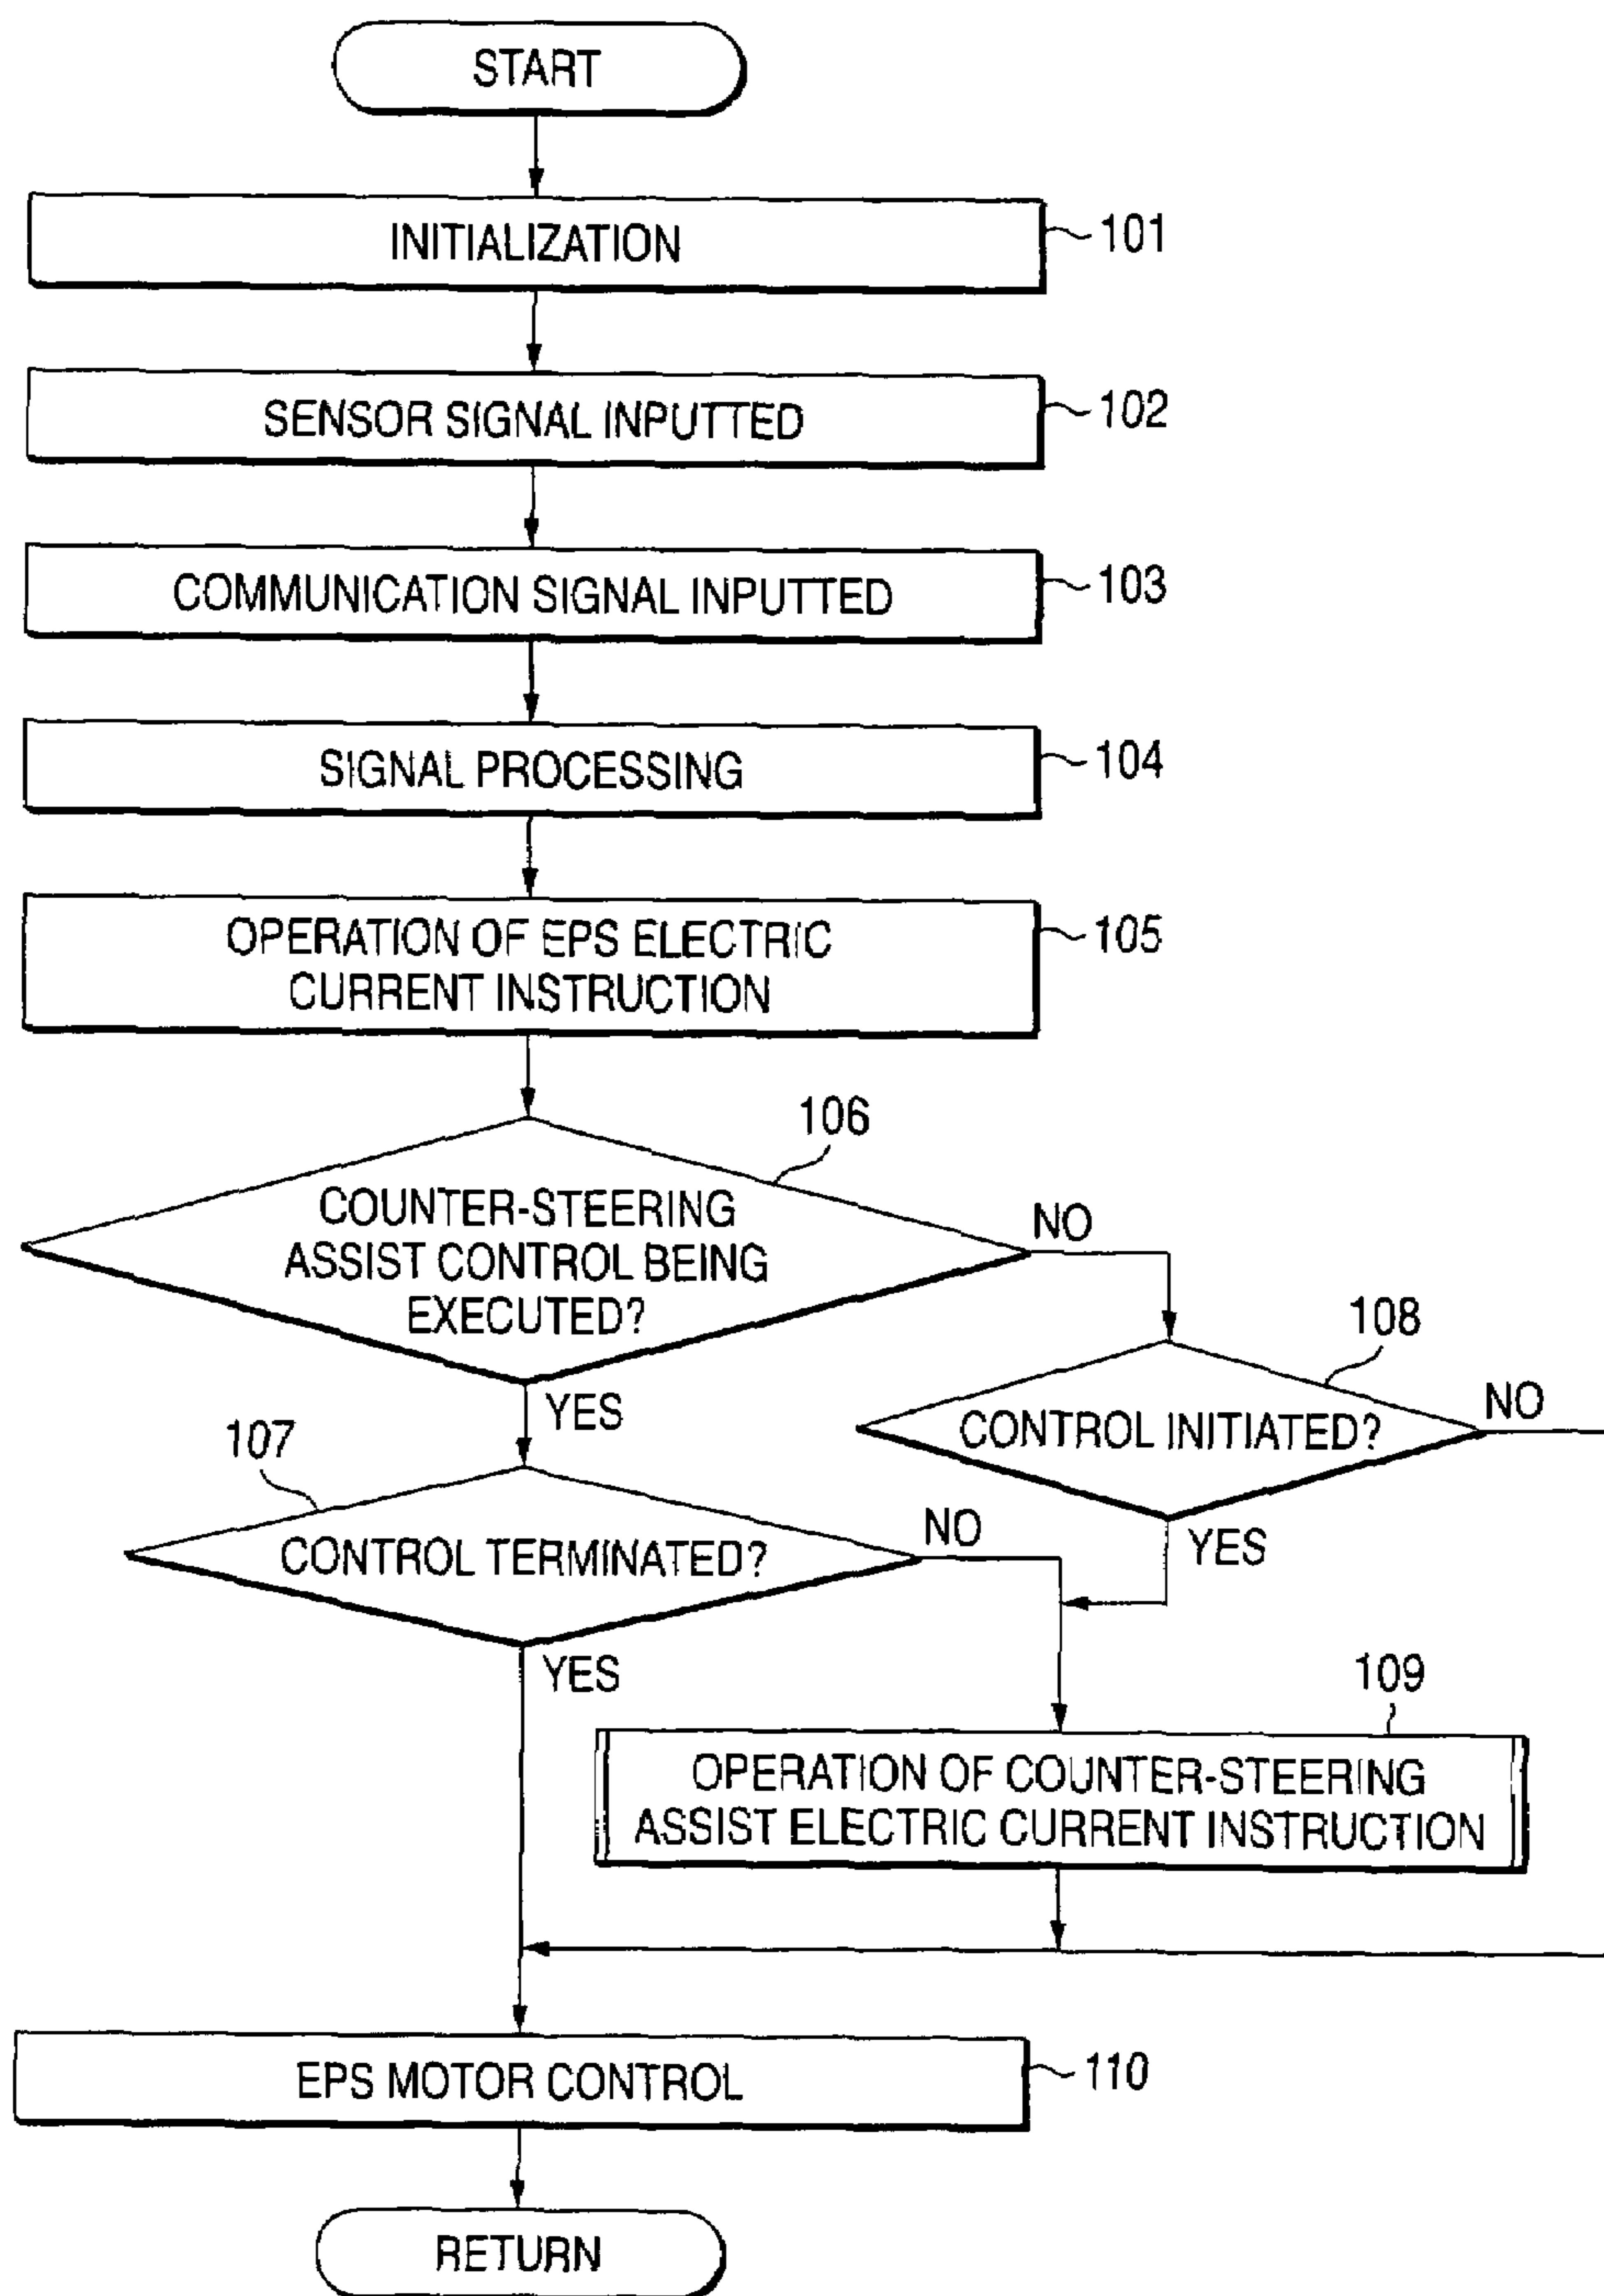 START
INITIALIZATION
101
SENSOR SIGNAL INPUTTED
102
COMMUNICATION SIGNAL INPUTTED
103
SIGNAL PROCESSING
104
OPERATION OF EPS ELECTRIC
CURRENT INSTRUCTION
105
106
COUNTER-STEERING
ASSIST CONTROL BEING
EXECUTED?
NO
YES
108
CONTROL INITIATED?
NO
YES
107
CONTROL TERMINATED?
NO
YES
109
OPERATION OF COUNTER-STEERING
ASSIST ELECTRIC CURRENT INSTRUCTION
EPS MOTOR CONTROL
110
RETURN